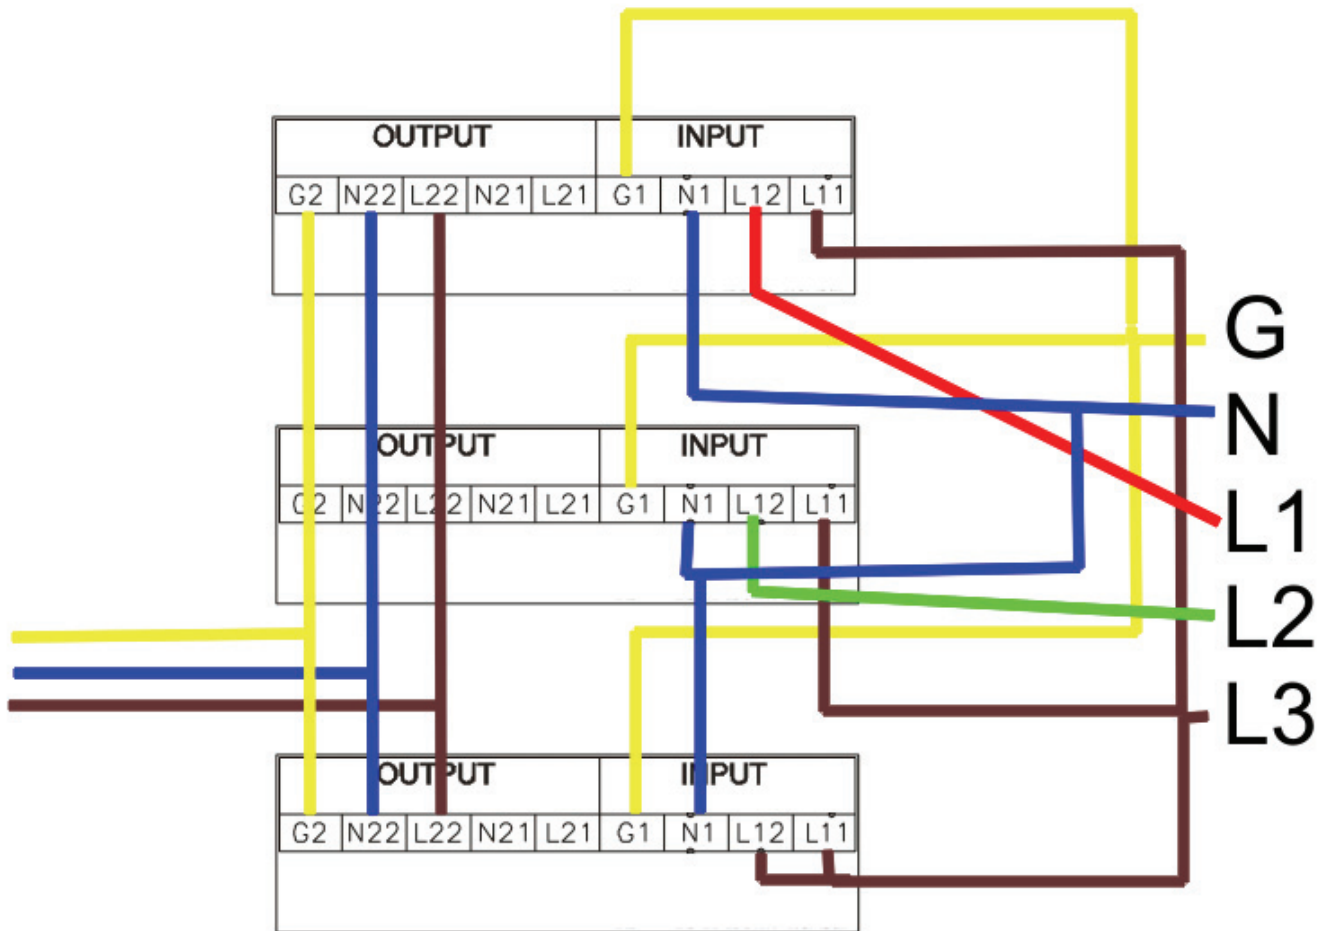 OUTPUT INPUT
G2 N22 L22 N21 L21 G1 N1 L12 L11
G
N
OUTPUT INPUT
G2 N22 L22 N21 L21 G1 N1 L12 L11
L1
L2
L3
OUTPUT INPUT
G2 N22 L22 N21 L21 G1 N1 L12 L11